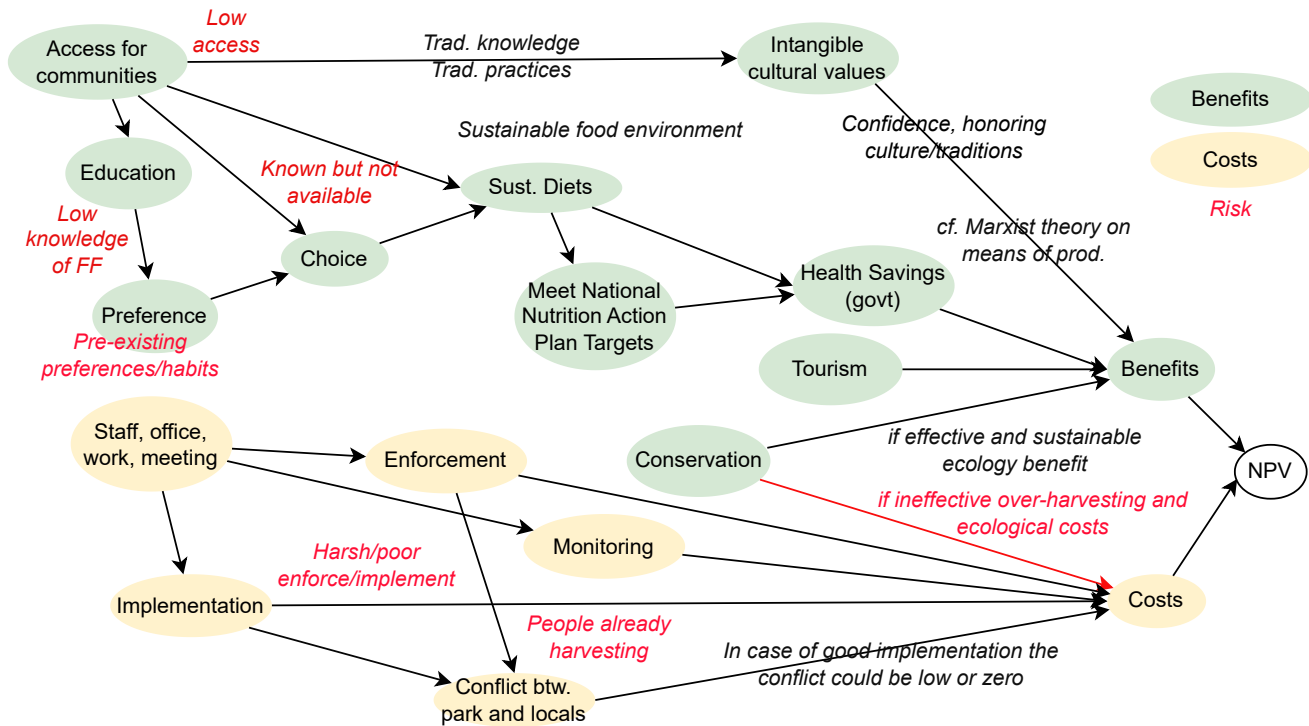 Low
access
Access for
communities
Trad. knowledge
Trad. practices
Intangible
cultural values
Benefits
Costs
Risk
Sustainable food environment
Confidence, honoring
culture/traditions
Education
Known but not
available
Sust. Diets
Low
knowledge
of FF
Choice
cf. Marxist theory on
means of prod.
Health Savings
(govt)
Preference
Pre-existing
preferences/habits
Meet National
Nutrition Action
Plan Targets
Tourism
Benefits
Staff, office,
work, meeting
Enforcement
Conservation
if effective and sustainable
ecology benefit
NPV
if ineffective over-harvesting and
ecological costs
Monitoring
Harsh/poor
enforce/implement
Implementation
Costs
People already
harvesting
In case of good implementation the
conflict could be low or zero
Conflict btw.
park and locals